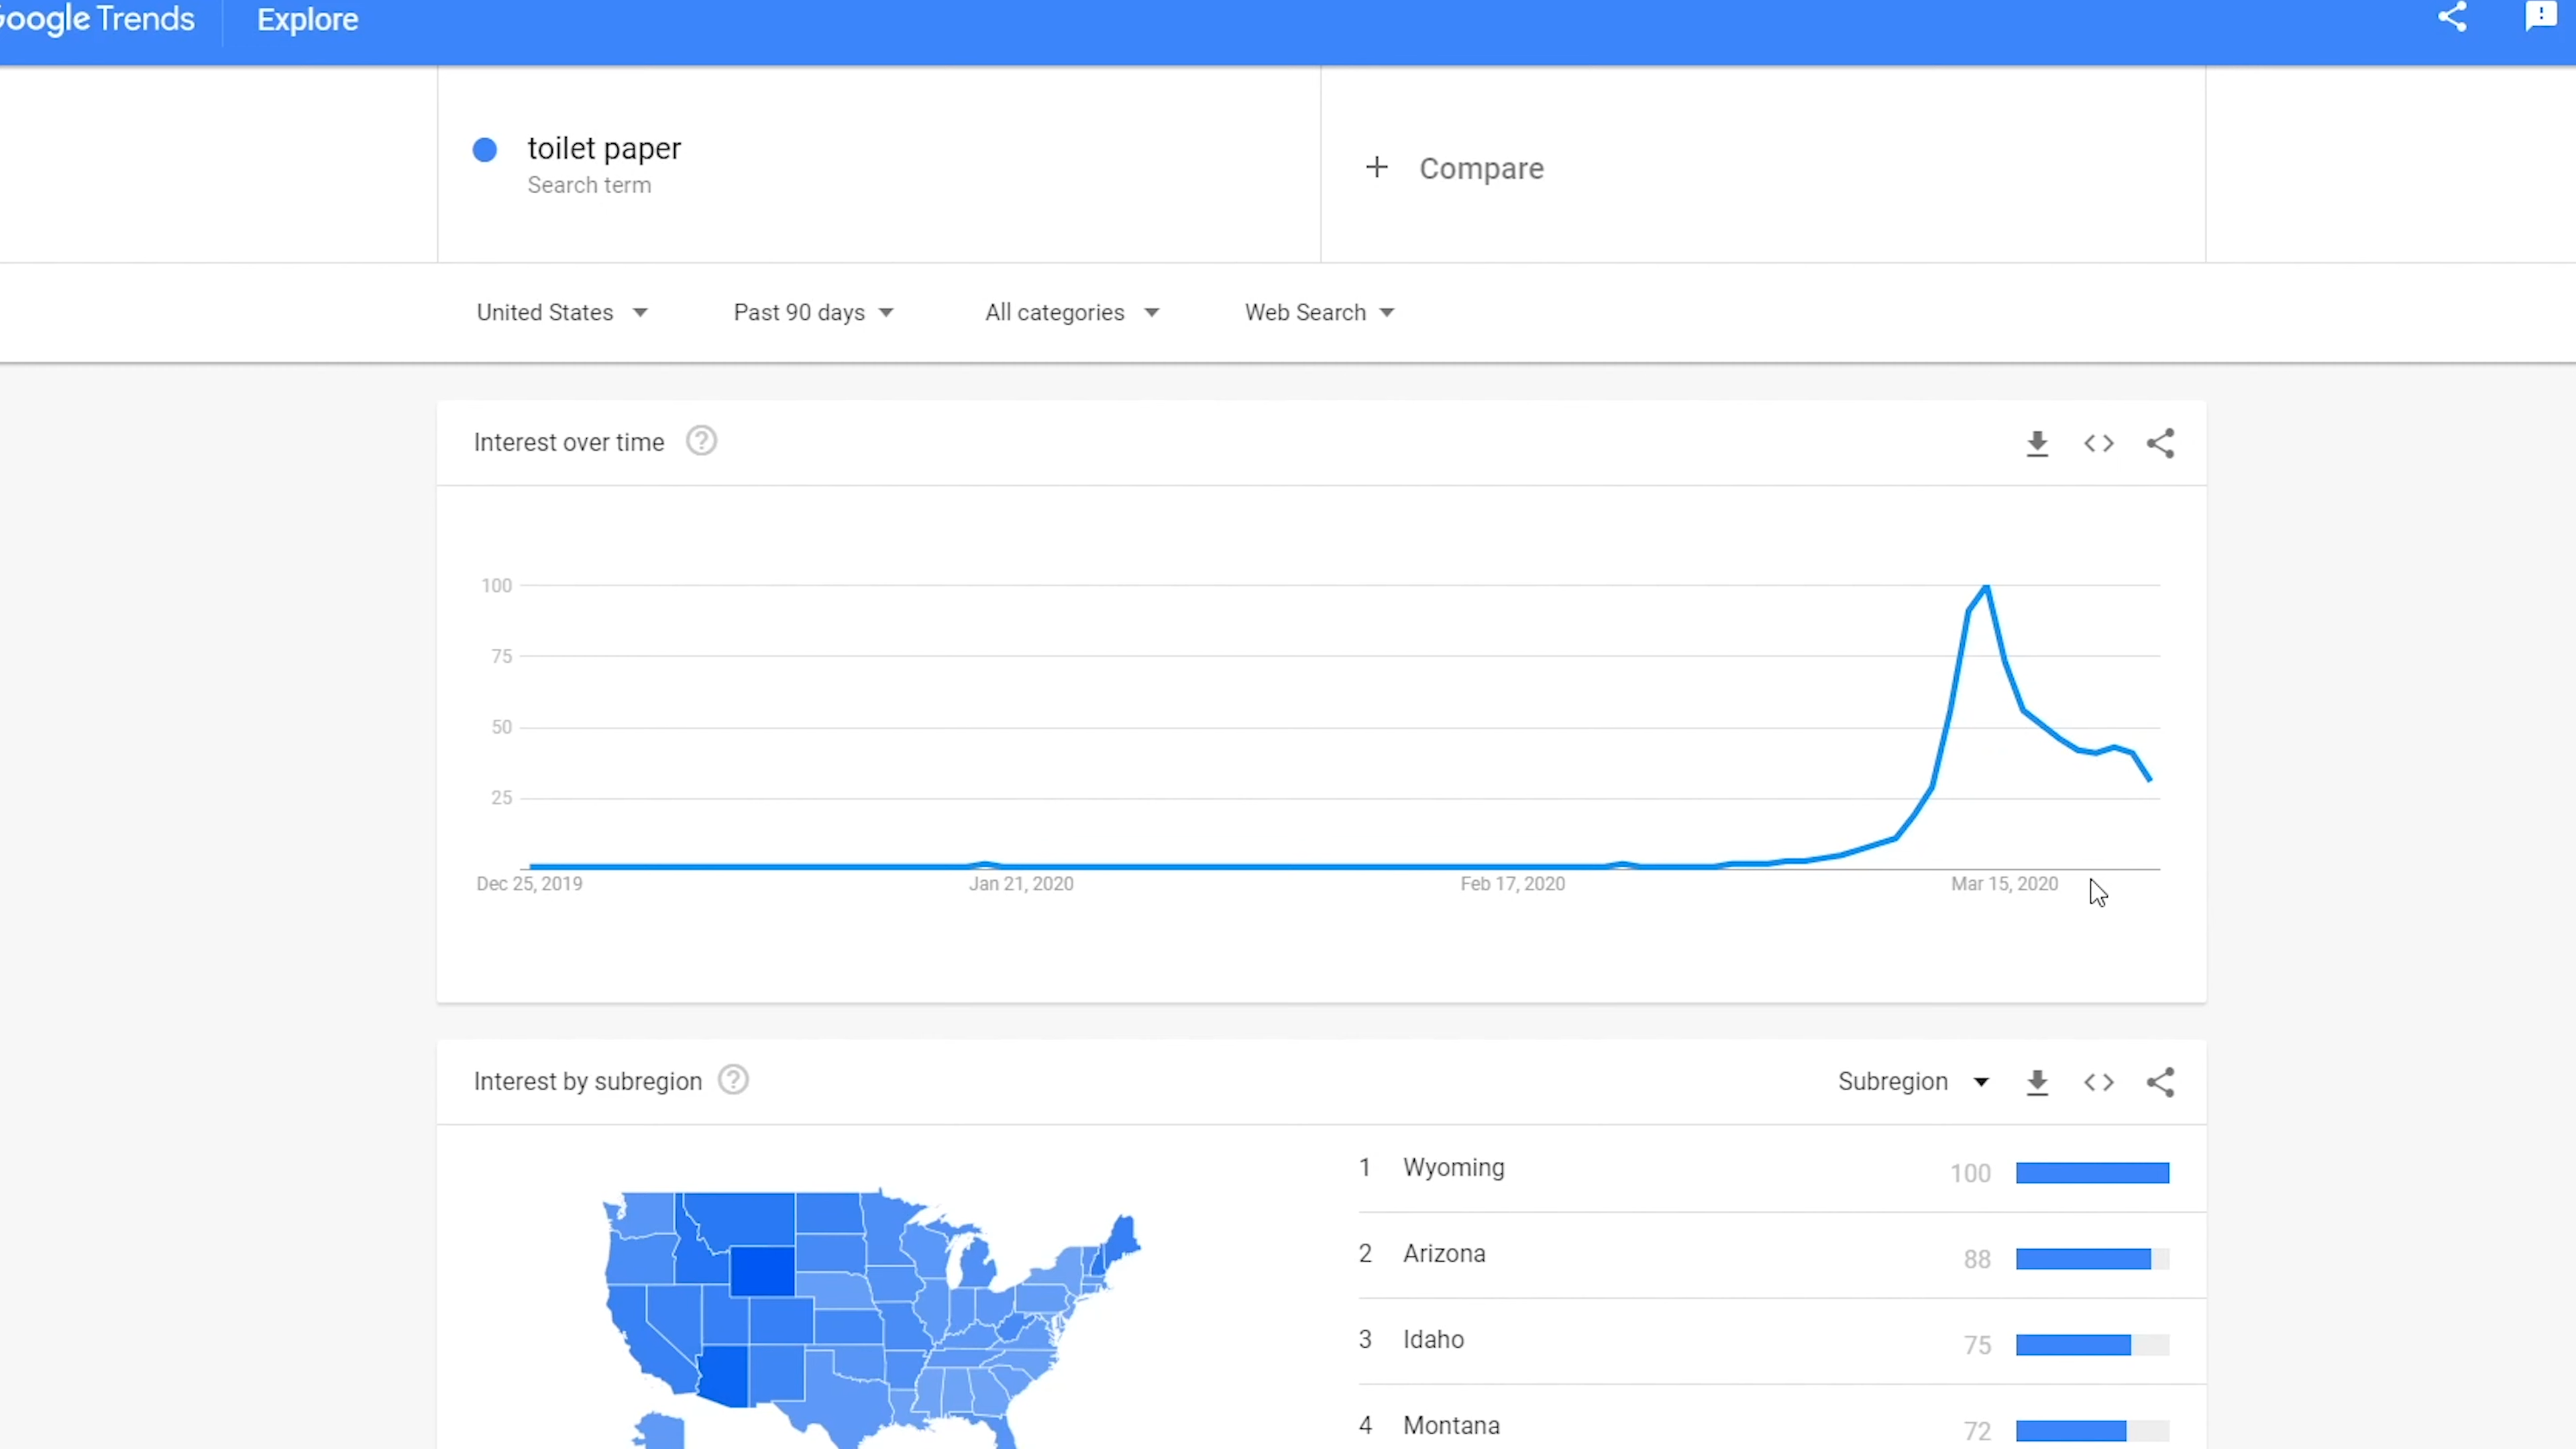 Google Trends Explore
toilet paper
Search term
+ Compare
United States Past 90 days All categories Web Search
Interest over time ?
100
75
50
25
Dec 25, 2019 Jan 21, 2020 Feb 17, 2020 Mar 15, 2020
Interest by subregion ? Subregion
1 Wyoming 100
2 Arizona 88
3 Idaho 75
4 Montana 72